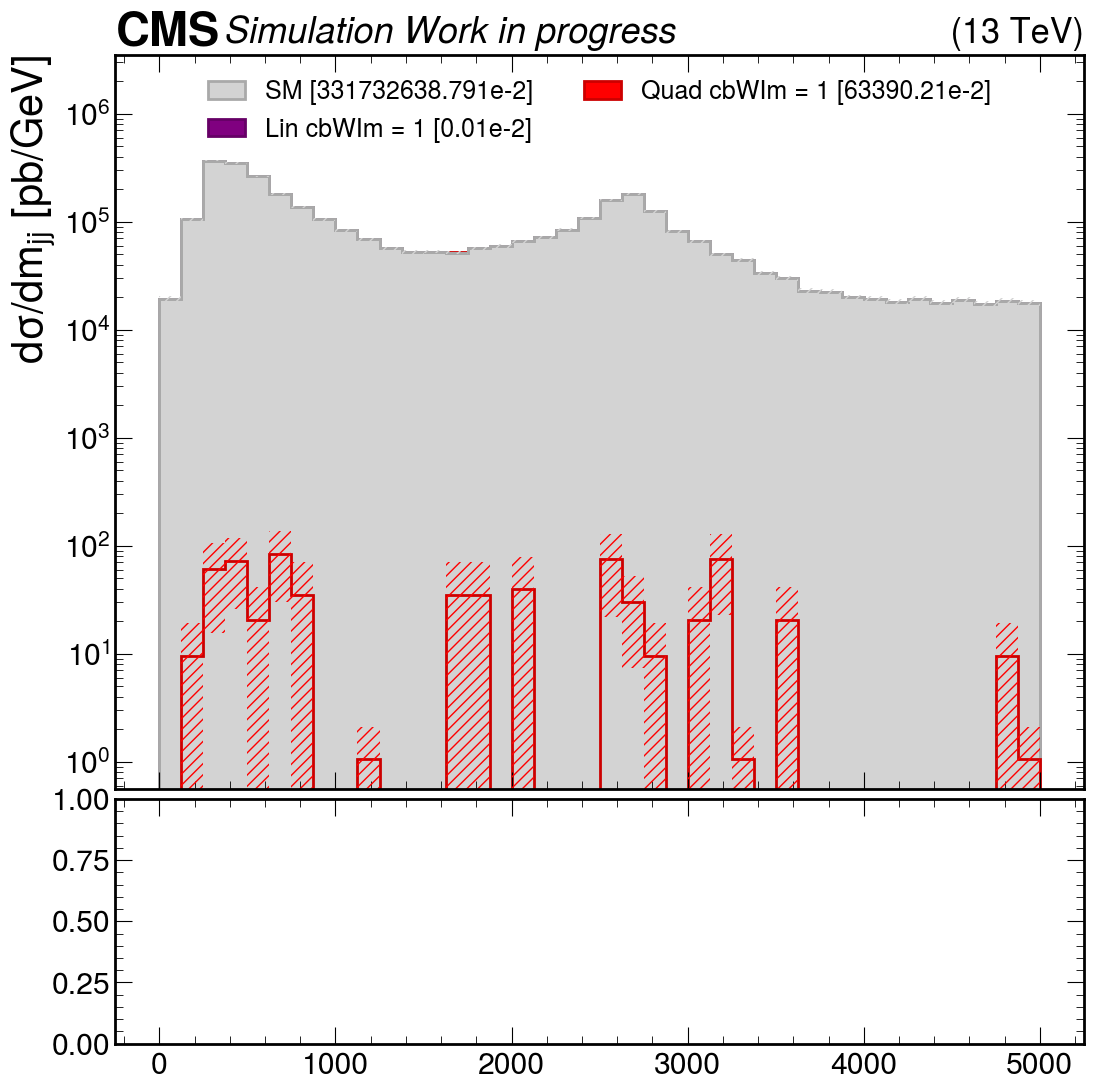 CMS Simulation Work in progress (13 TeV)
dσ/dm_jj [pb/GeV]
SM [331732638.791e-2]
Quad cbWIm = 1 [63390.21e-2]
Lin cbWIm = 1 [0.01e-2]
10^6
10^5
10^4
10^3
10^2
10^1
10^0
1.00
0.75
0.50
0.25
0.00
0 1000 2000 3000 4000 5000